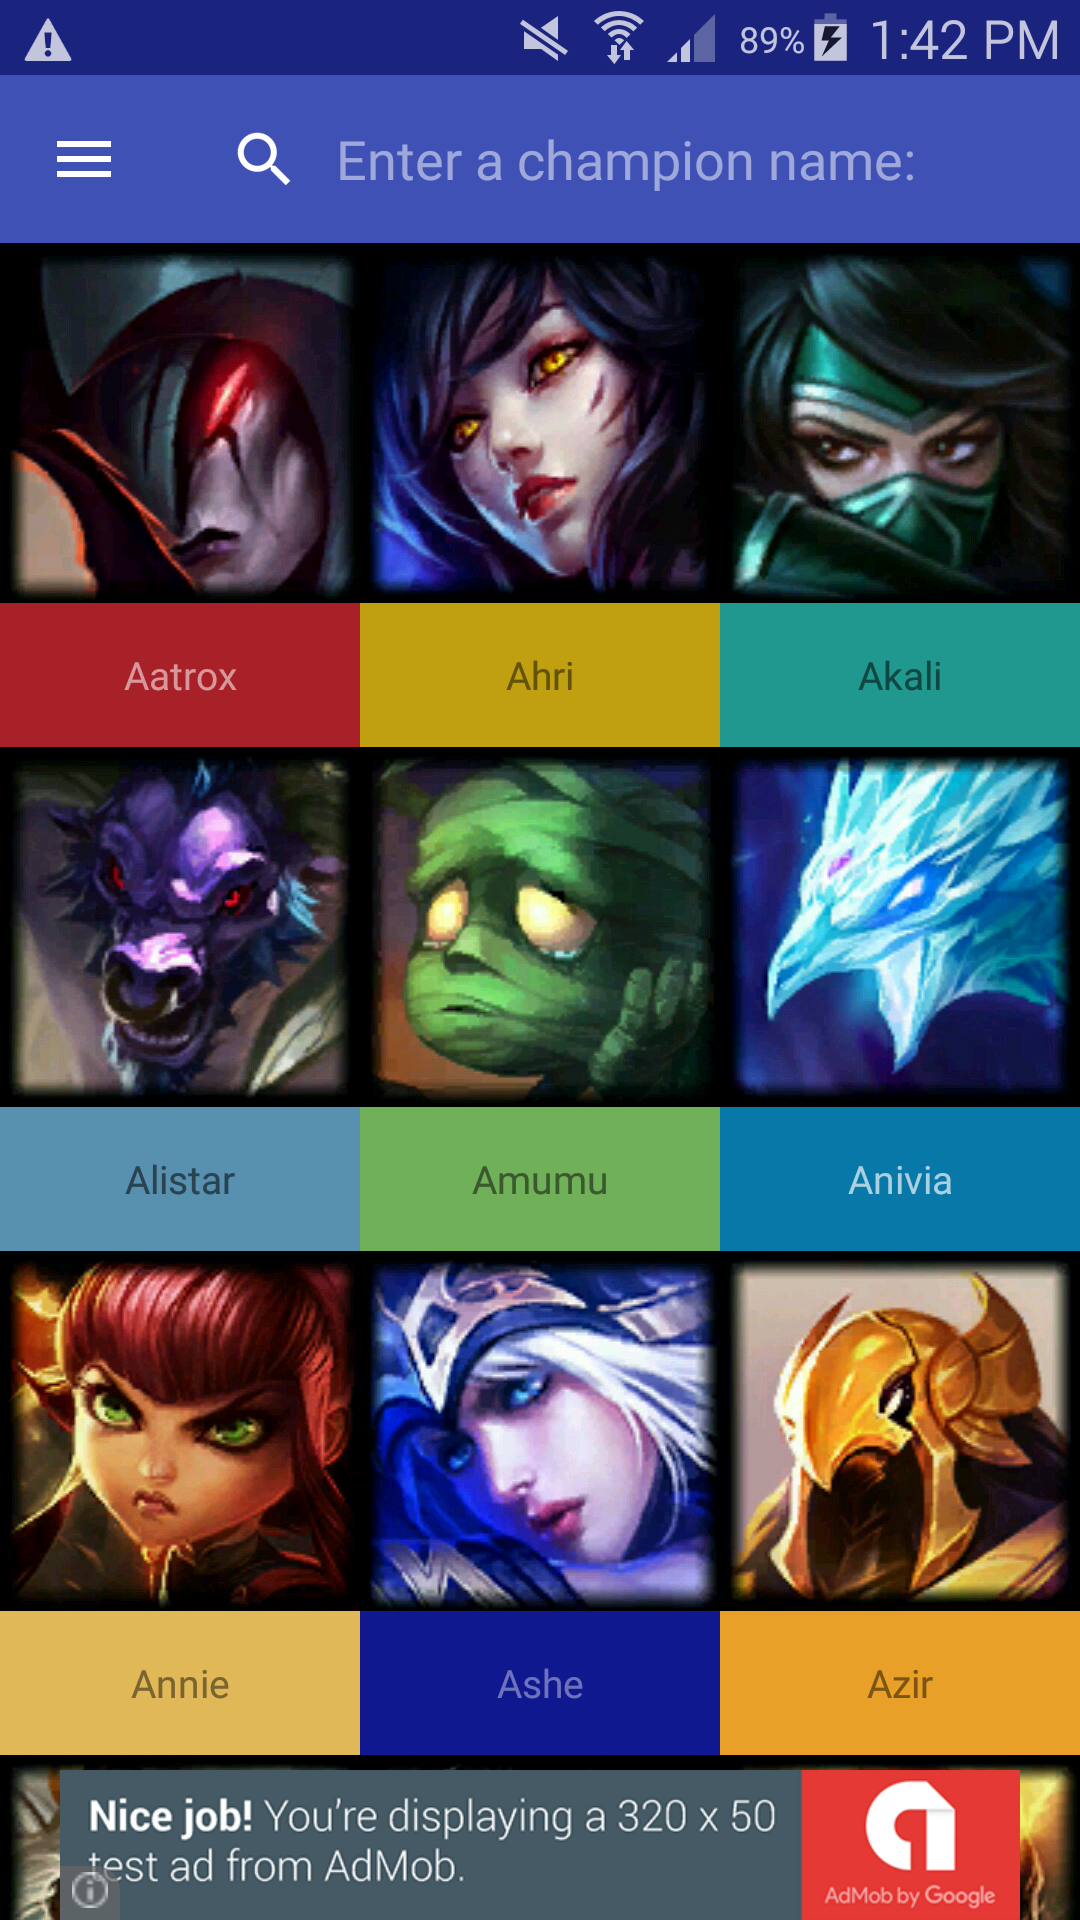 89% 1:42 PM
Enter a champion name:
Aatrox Ahri Akali
Alistar Amumu Anivia
Annie Ashe Azir
Nice job! You're displaying a 320 x 50
test ad from AdMob.
AdMob by Google